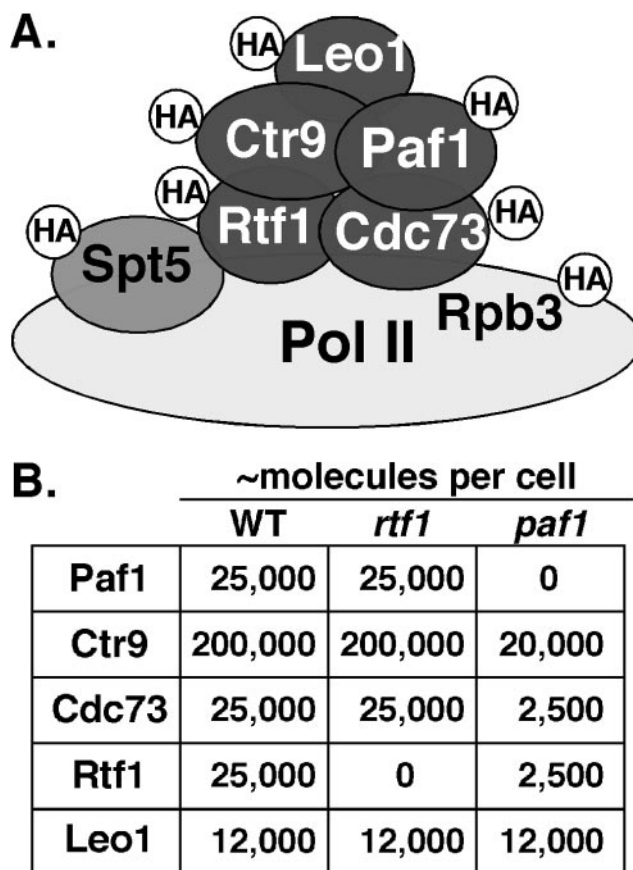 A.
HA Leo1
HA Ctr9 Paf1 HA
HA Rtf1 Cdc73 HA
HA Spt5
Pol II Rpb3 HA
B. ~molecules per cell
WT rtf1 paf1
Paf1 25,000 25,000 0
Ctr9 200,000 200,000 20,000
Cdc73 25,000 25,000 2,500
Rtf1 25,000 0 2,500
Leo1 12,000 12,000 12,000